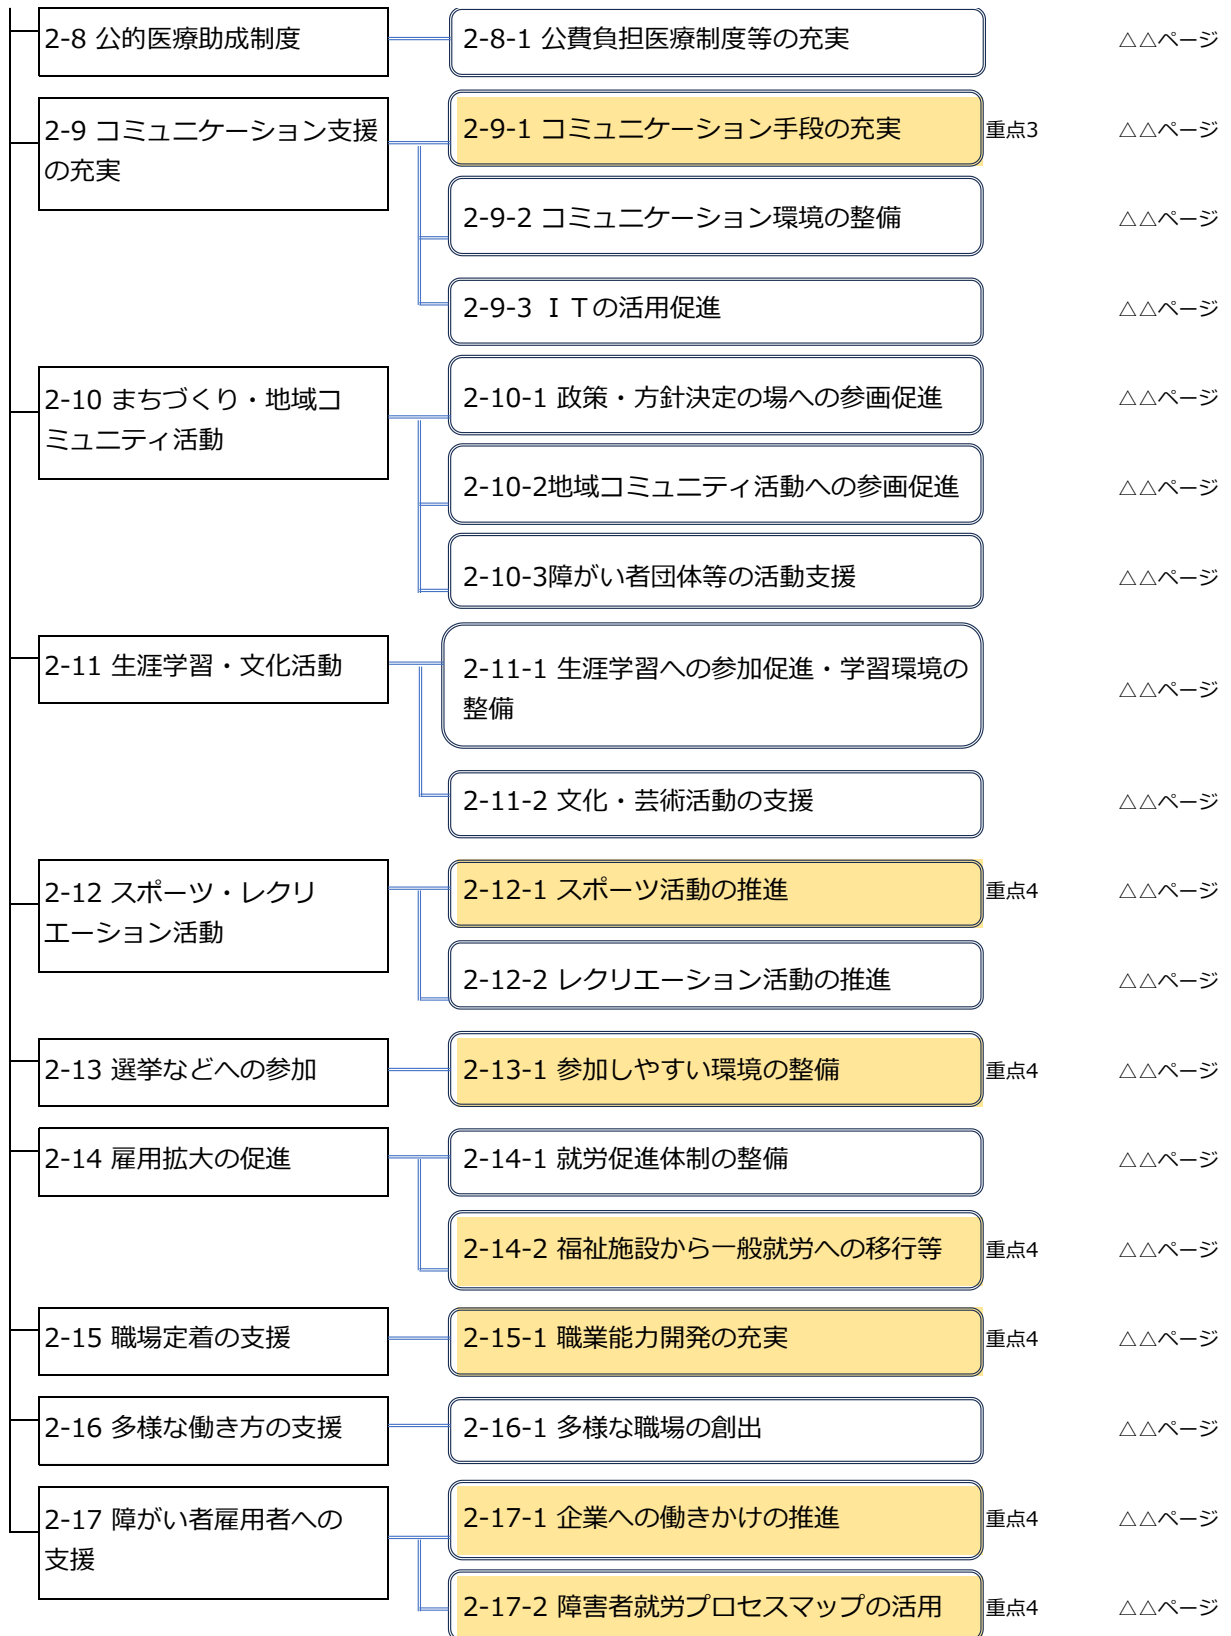 2-8 公的医療助成制度
2-8-1 公費負担医療制度等の充実
△△ページ
2-9 コミュニケーション支援
の充実
2-9-1 コミュニケーション手段の充実
重点3
△△ページ
2-9-2 コミュニケーション環境の整備
△△ページ
2-9-3 ＩＴの活用促進
△△ページ
2-10 まちづくり・地域コ
ミュニティ活動
2-10-1 政策・方針決定の場への参画促進
△△ページ
2-10-2地域コミュニティ活動への参画促進
△△ページ
2-10-3障がい者団体等の活動支援
△△ページ
2-11 生涯学習・文化活動
2-11-1 生涯学習への参加促進・学習環境の
整備
△△ページ
2-11-2 文化・芸術活動の支援
△△ページ
2-12 スポーツ・レクリ
エーション活動
2-12-1 スポーツ活動の推進
重点4
△△ページ
2-12-2 レクリエーション活動の推進
△△ページ
2-13 選挙などへの参加
2-13-1 参加しやすい環境の整備
重点4
△△ページ
2-14 雇用拡大の促進
2-14-1 就労促進体制の整備
△△ページ
2-14-2 福祉施設から一般就労への移行等
重点4
△△ページ
2-15 職場定着の支援
2-15-1 職業能力開発の充実
重点4
△△ページ
2-16 多様な働き方の支援
2-16-1 多様な職場の創出
△△ページ
2-17 障がい者雇用者への
支援
2-17-1 企業への働きかけの推進
重点4
△△ページ
2-17-2 障害者就労プロセスマップの活用
重点4
△△ページ